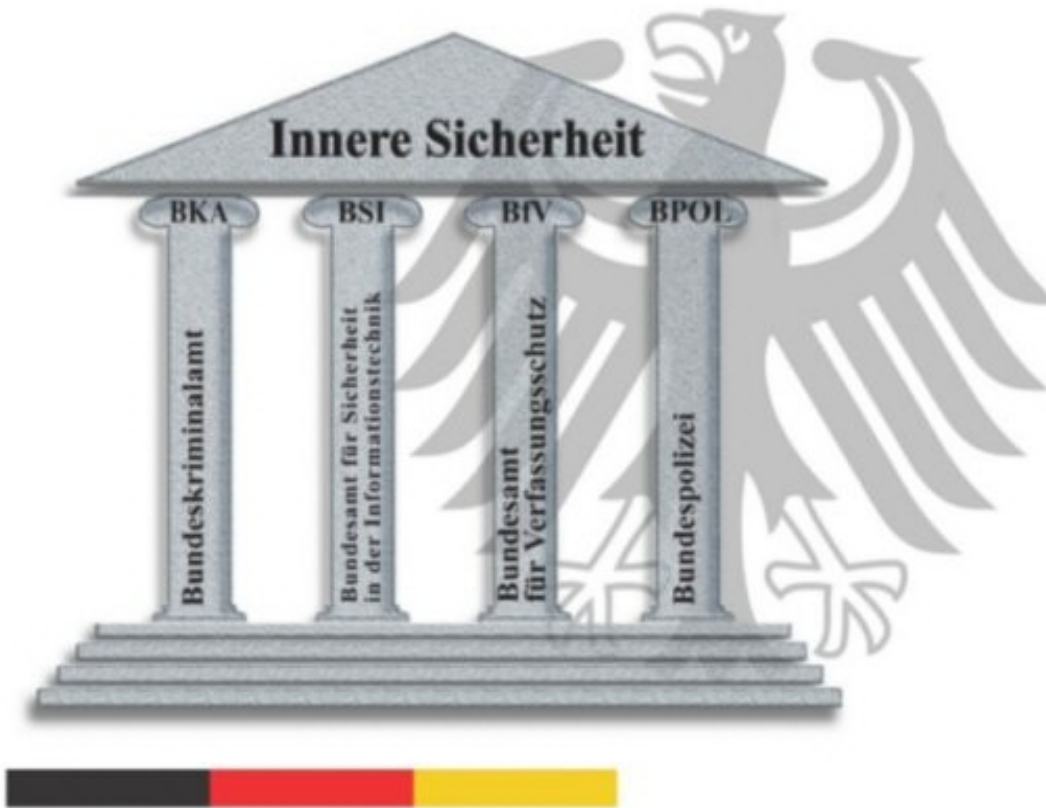 Innere Sicherheit
BKA
BSI
BfV
BPOL
Bundeskriminalamt
Bundesamt für Sicherheit
in der Informationstechnik
Bundesamt
für Verfassungsschutz
Bundespolizei